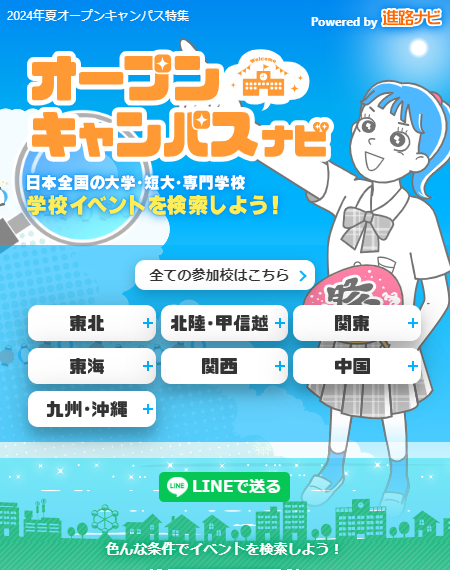 2024年夏オープンキャンパス特集
Powered by 進路ナビ
Welcome
オープン
キャンパスナビ
日本全国の大学・短大・専門学校
学校イベントを検索しよう！
全ての参加校はこちら
東北
北陸・甲信越
関東
東海
関西
中国
九州・沖縄
LINE LINEで送る
色んな条件でイベントを検索しよう！